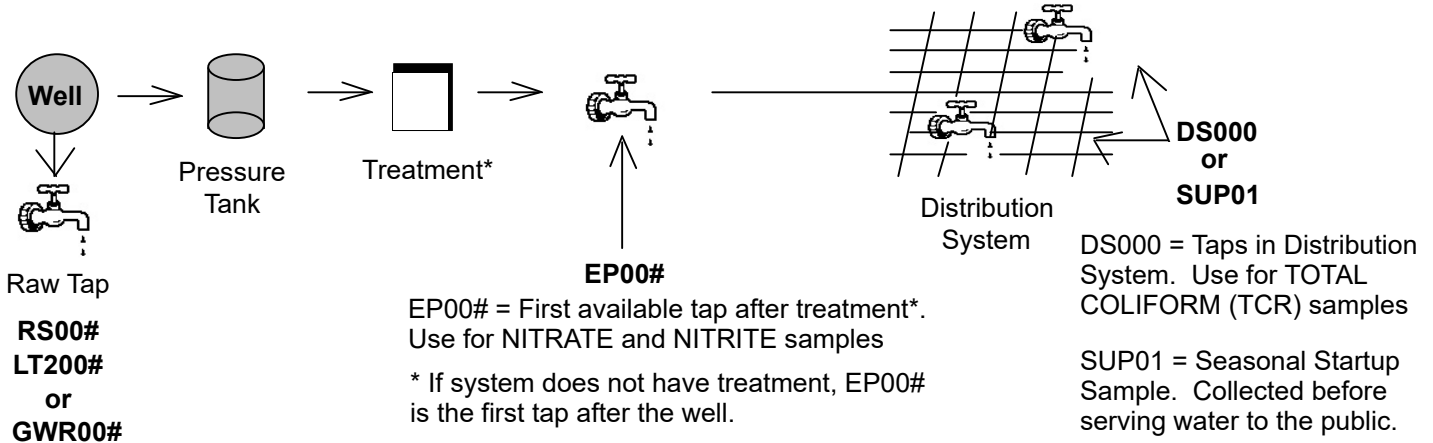 Well
Pressure
Tank
Treatment*
Raw Tap
RS00#
LT200#
or
GWR00#
EP00#
EP00# = First available tap after treatment*.
Use for NITRATE and NITRITE samples
* If system does not have treatment, EP00#
is the first tap after the well.
Distribution
System
DS000
or
SUP01
DS000 = Taps in Distribution
System. Use for TOTAL
COLIFORM (TCR) samples
SUP01 = Seasonal Startup
Sample. Collected before
serving water to the public.